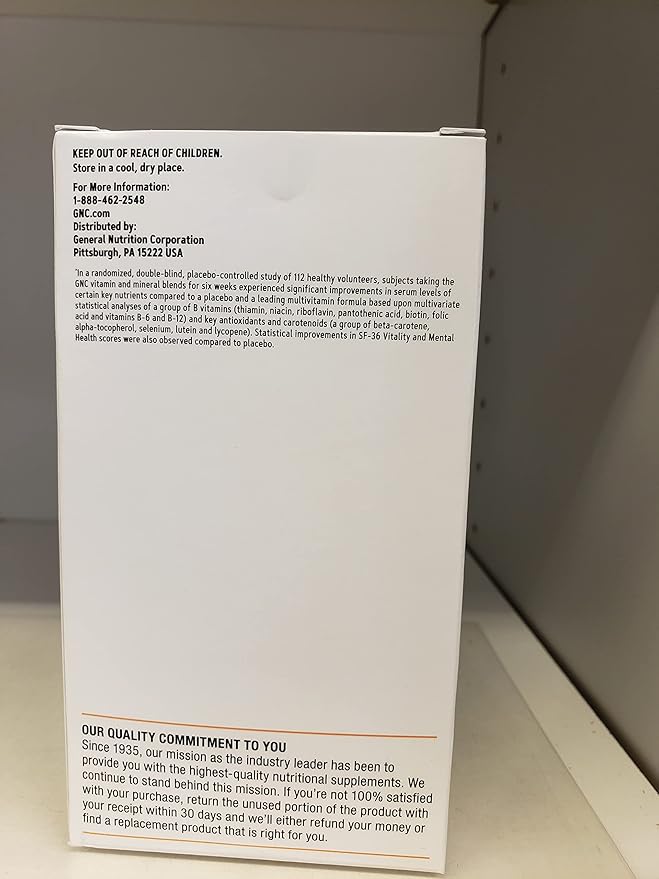 KEEP OUT OF REACH OF CHILDREN.
Store in a cool, dry place.
For More Information:
1-888-462-2548
GNC.com
Distributed by:
General Nutrition Corporation
Pittsburgh, PA 15222 USA
*In a randomized, double-blind, placebo-controlled study of 112 healthy volunteers, subjects taking the
GNC vitamin and mineral blends for six weeks experienced significant improvements in serum levels of
certain key nutrients compared to a placebo and a leading multivitamin formula based upon multivariate
statistical analyses of a group of B vitamins (thiamin, niacin, riboflavin, pantothenic acid, biotin, folic
acid and vitamins B-6 and B-12) and key antioxidants and carotenoids (a group of beta-carotene,
alpha-tocopherol, selenium, lutein and lycopene). Statistical improvements in SF-36 Vitality and Mental
Health scores were also observed compared to placebo.
OUR QUALITY COMMITMENT TO YOU
Since 1935, our mission as the industry leader has been to
provide you with the highest-quality nutritional supplements. We
continue to stand behind this mission. If you're not 100% satisfied
with your purchase, return the unused portion of the product with
your receipt within 30 days and we'll either refund your money or
find a replacement product that is right for you.